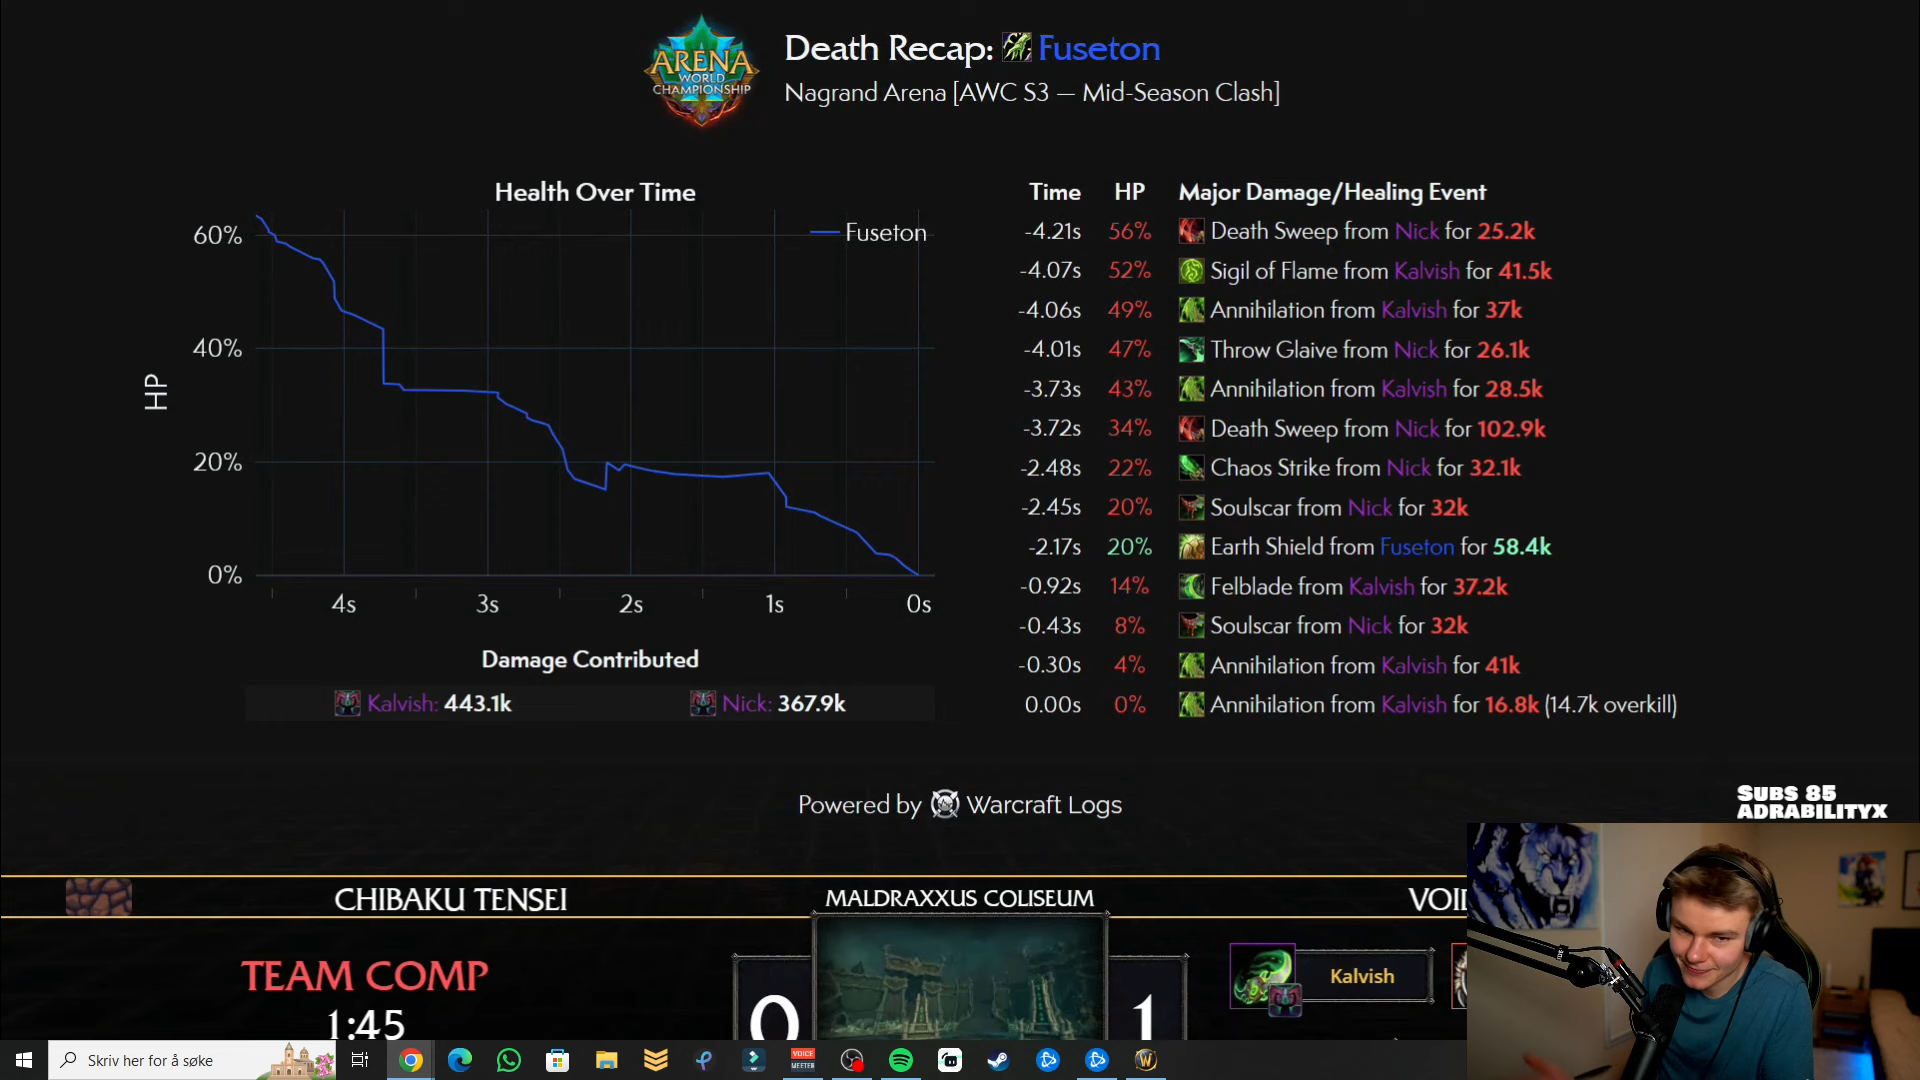 ARENA
WORLD
CHAMPIONSHIP
Death Recap: Fuseton
Nagrand Arena [AWC S3 — Mid-Season Clash]
Health Over Time
Fuseton
HP
60%
40%
20%
0%
4s 3s 2s 1s 0s
Damage Contributed
Kalvish: 443.1k Nick: 367.9k
Time HP Major Damage/Healing Event
-4.21s 56% Death Sweep from Nick for 25.2k
-4.07s 52% Sigil of Flame from Kalvish for 41.5k
-4.06s 49% Annihilation from Kalvish for 37k
-4.01s 47% Throw Glaive from Nick for 26.1k
-3.73s 43% Annihilation from Kalvish for 28.5k
-3.72s 34% Death Sweep from Nick for 102.9k
-2.48s 22% Chaos Strike from Nick for 32.1k
-2.45s 20% Soulscar from Nick for 32k
-2.17s 20% Earth Shield from Fuseton for 58.4k
-0.92s 14% Felblade from Kalvish for 37.2k
-0.43s 8% Soulscar from Nick for 32k
-0.30s 4% Annihilation from Kalvish for 41k
0.00s 0% Annihilation from Kalvish for 16.8k (14.7k overkill)
Powered by Warcraft Logs
SUBS 85
ADRABILITYX
CHIBAKU TENSEI
MALDRAXXUS COLISEUM
VOI
TEAM COMP
1:45
0
1
Kalvish
Skriv her for å søke
VOICE
MEETER